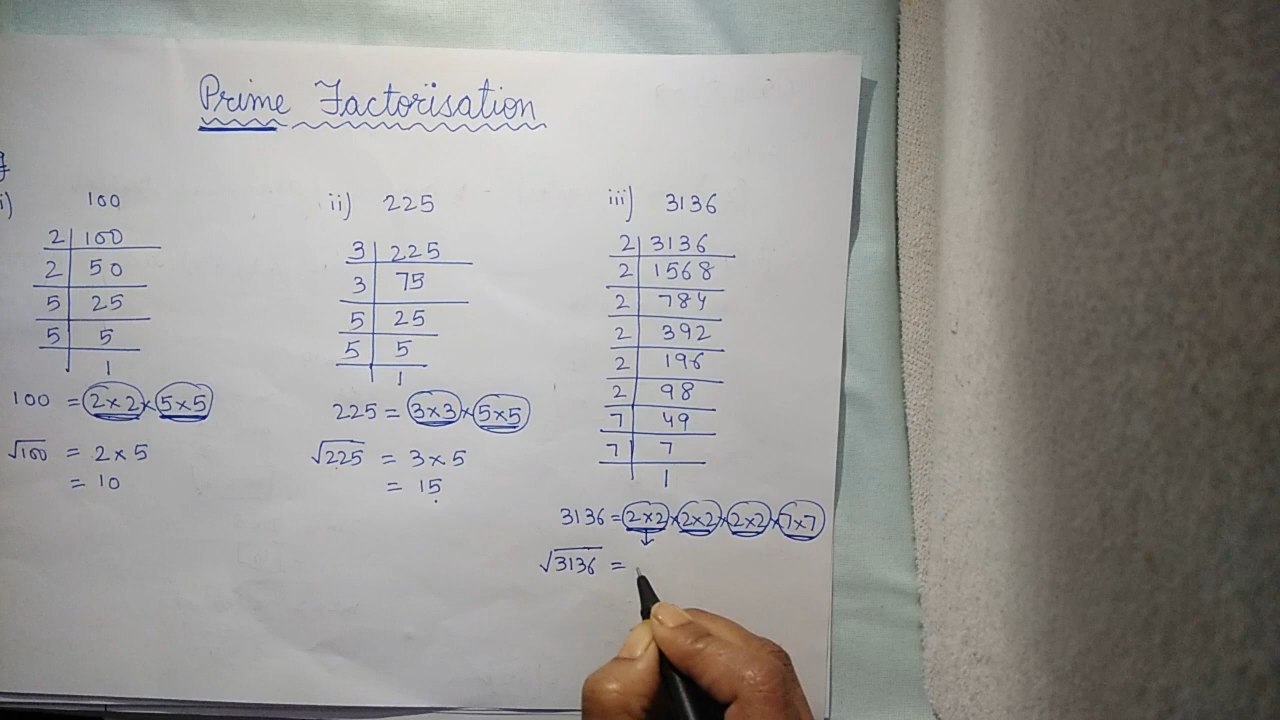 Prime Factorisation
i) 100
2 100
2 50
5 25
5 5
1
100 = 2×2 × 5×5
√100 = 2×5
= 10
ii) 225
3 225
3 75
5 25
5 5
1
225 = 3×3 × 5×5
√225 = 3×5
= 15
iii) 3136
2 3136
2 1568
2 784
2 392
2 196
2 98
7 49
7 7
1
3136 = 2×2 × 2×2 × 2×2 × 7×7
√3136 =